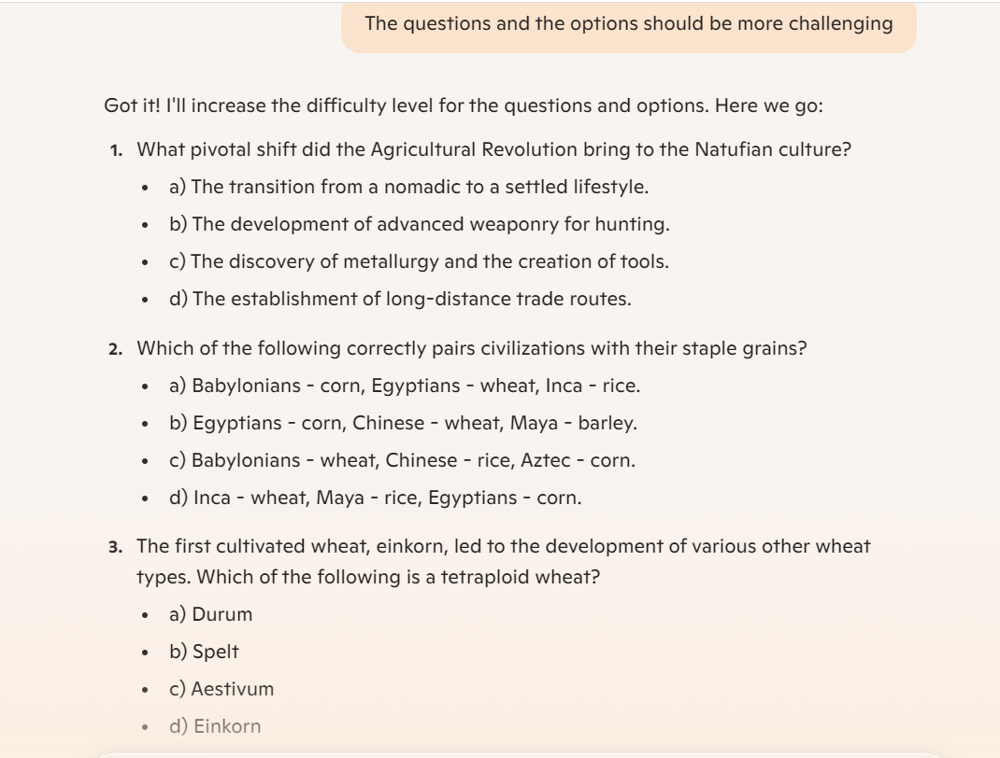 The questions and the options should be more challenging
Got it! I'll increase the difficulty level for the questions and options. Here we go:
1. What pivotal shift did the Agricultural Revolution bring to the Natufian culture?
• a) The transition from a nomadic to a settled lifestyle.
• b) The development of advanced weaponry for hunting.
• c) The discovery of metallurgy and the creation of tools.
• d) The establishment of long-distance trade routes.
2. Which of the following correctly pairs civilizations with their staple grains?
• a) Babylonians - corn, Egyptians - wheat, Inca - rice.
• b) Egyptians - corn, Chinese - wheat, Maya - barley.
• c) Babylonians - wheat, Chinese - rice, Aztec - corn.
• d) Inca - wheat, Maya - rice, Egyptians - corn.
3. The first cultivated wheat, einkorn, led to the development of various other wheat
types. Which of the following is a tetraploid wheat?
• a) Durum
• b) Spelt
• c) Aestivum
• d) Einkorn